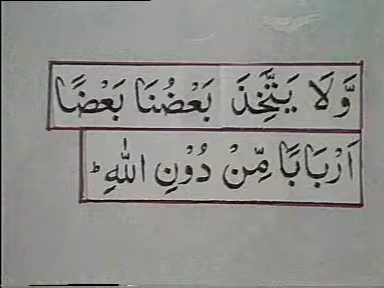 وَّلَا يَتَّخِذَ بَعْضُنَا بَعْضًا
اَرْبَابًا مِّنْ دُوْنِ اللّٰهِ ؕ